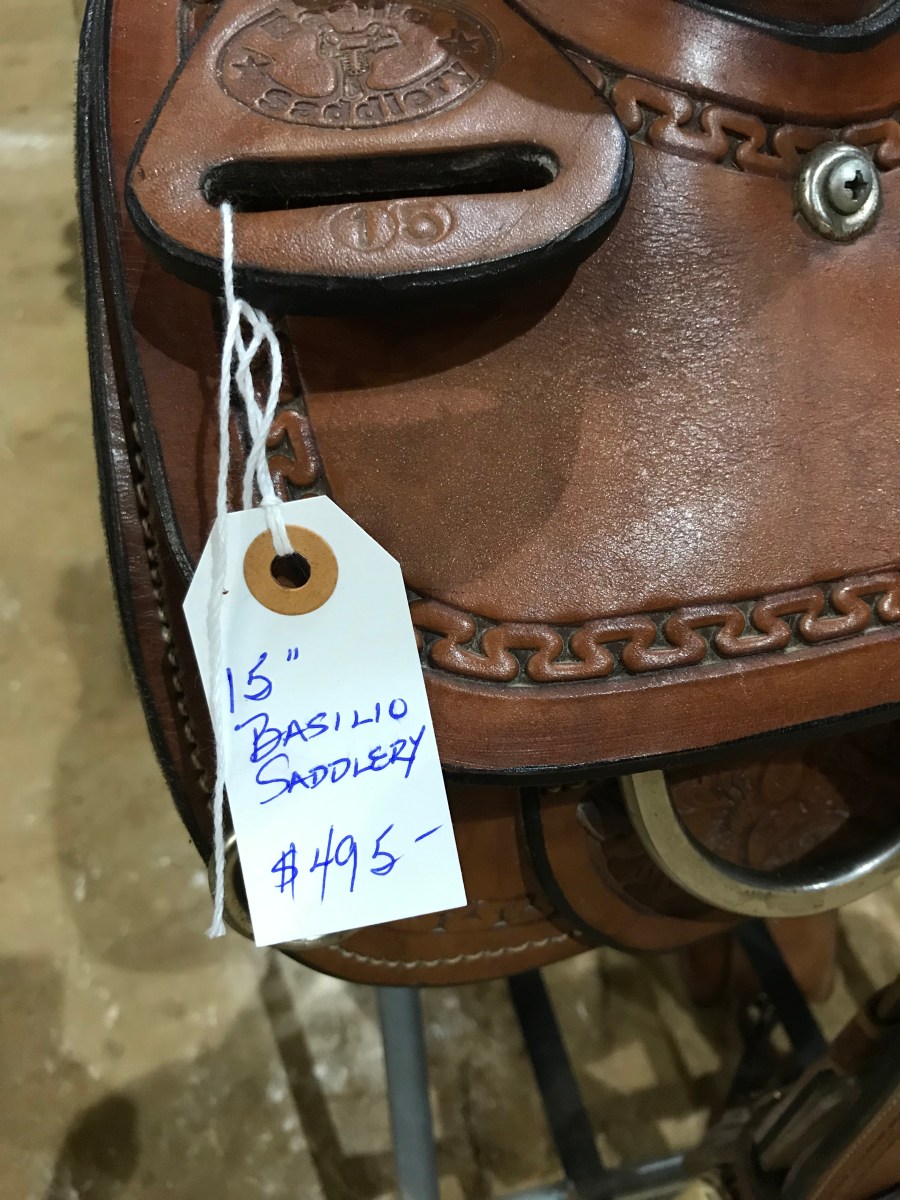 Saddlery
15
15"
BASILIO
SADDLERY
$495-